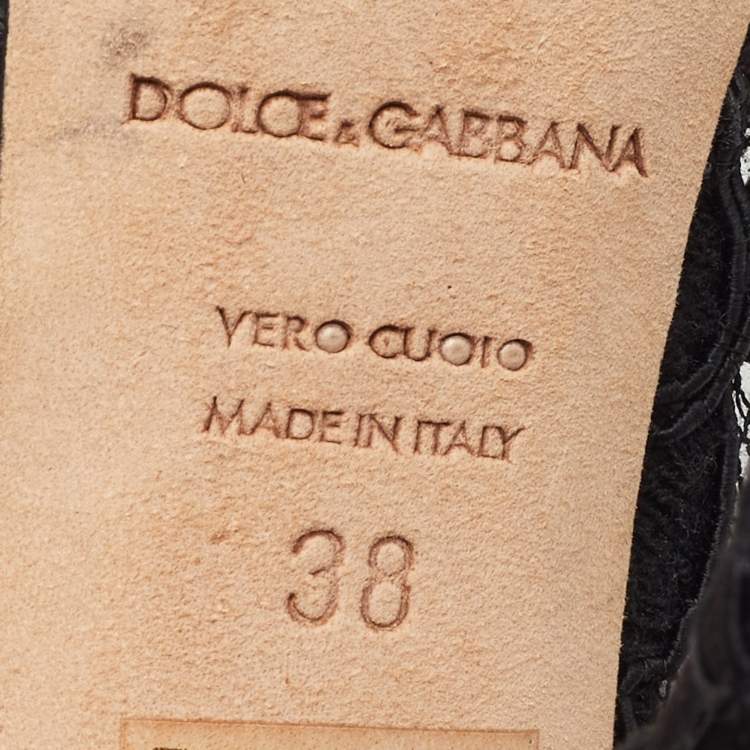 DOLCE & GABBANA
VERO CUOIO
MADE IN ITALY
38